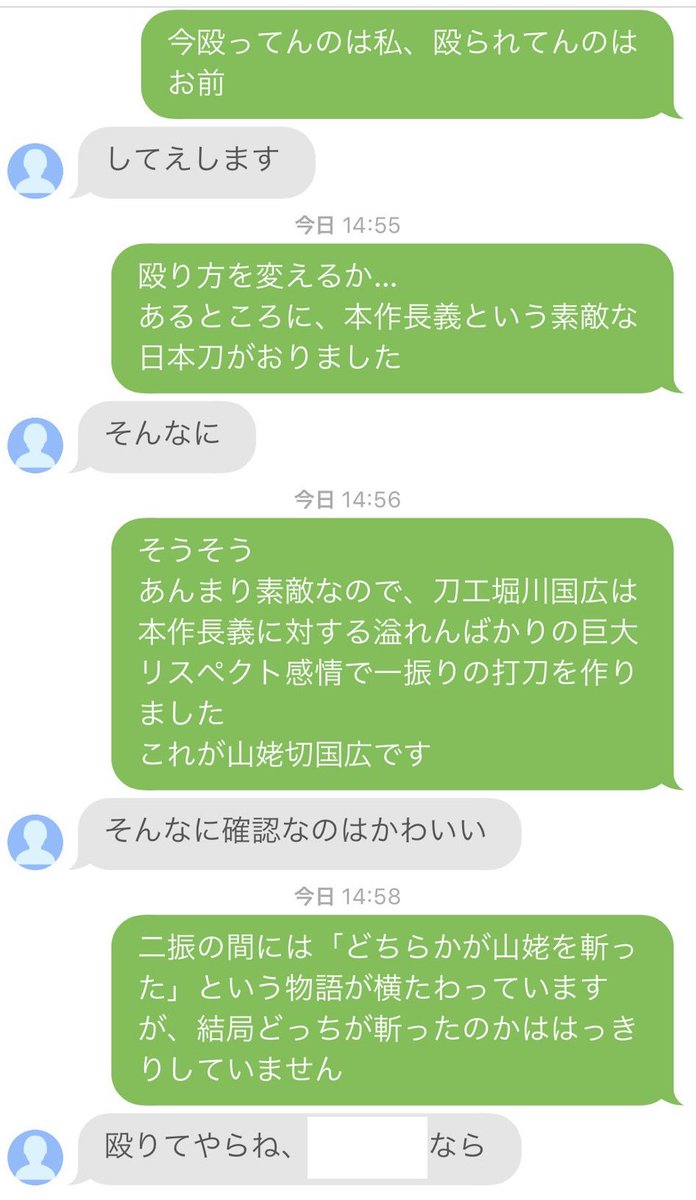 今殴ってんのは私、殴られてんのは
お前
してえします
今日 14:55
殴り方を変えるか...
あるところに、本作長義という素敵な
日本刀がおりました
そんなに
今日 14:56
そうそう
あんまり素敵なので、刀工堀川国広は
本作長義に対する溢れんばかりの巨大
リスペクト感情で一振りの打刀を作り
ました
これが山姥切国広です
そんなに確認なのはかわいい
今日 14:58
二振の間には「どちらかが山姥を斬っ
た」という物語が横たわっています
が、結局どっちが斬ったのかははっき
りしていません
殴りてやらね、 なら